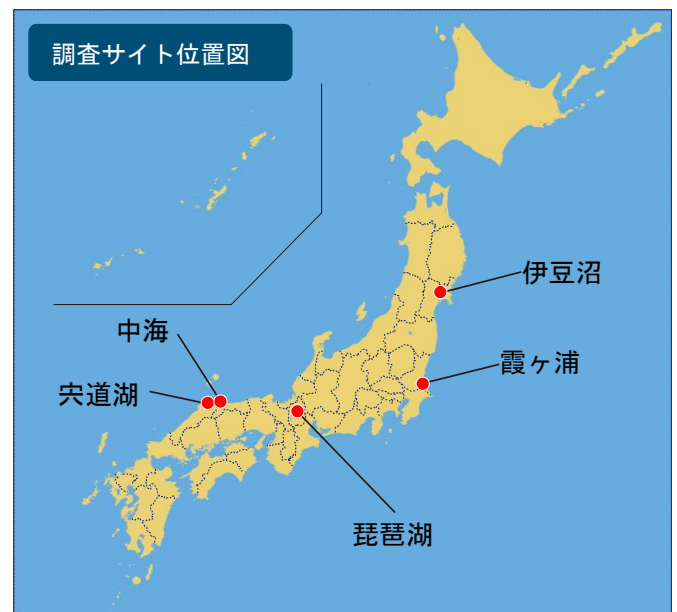 調査サイト位置図
伊豆沼
中海
霞ヶ浦
宍道湖
琵琶湖